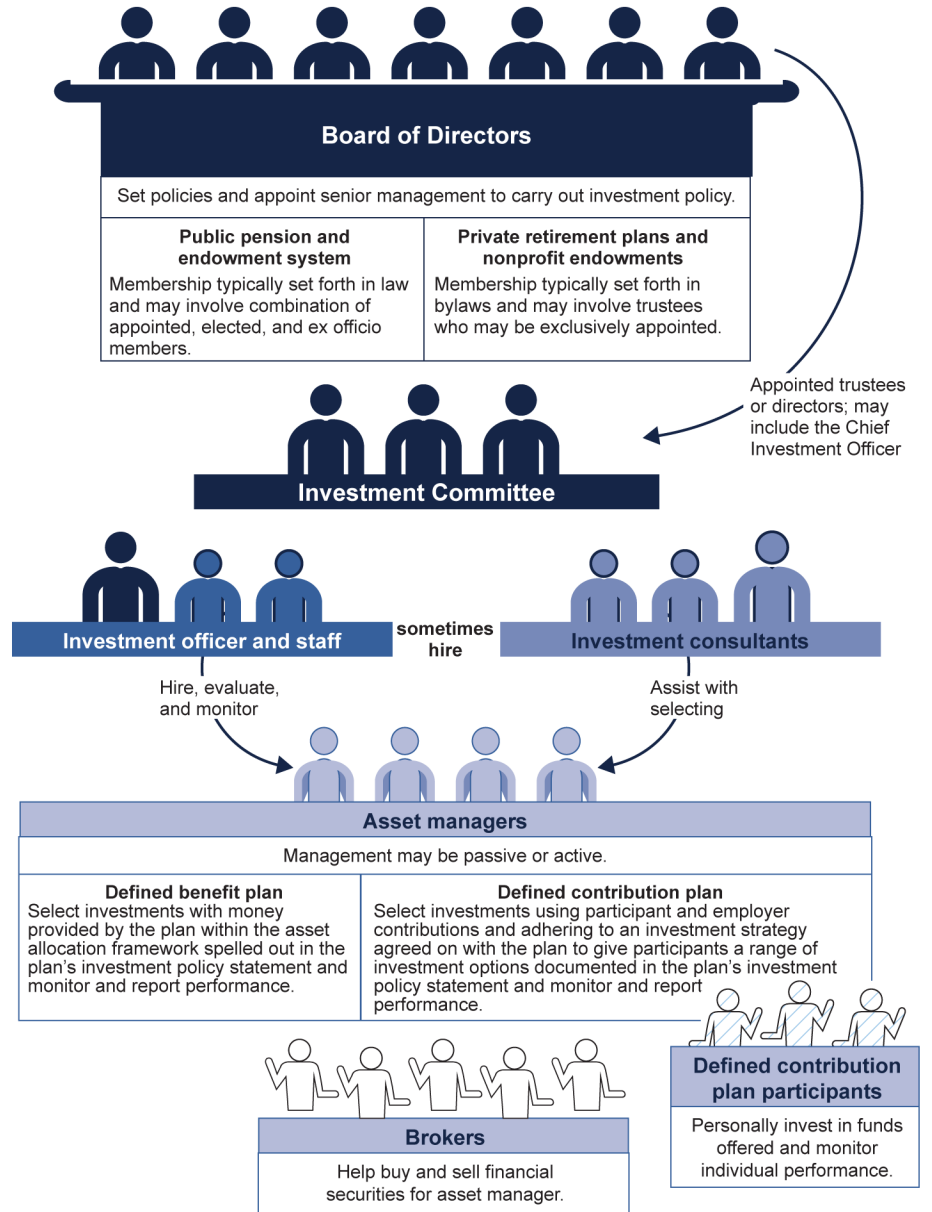 Board of Directors
Set policies and appoint senior management to carry out investment policy.
Public pension and
endowment system
Membership typically set forth in law
and may involve combination of
appointed, elected, and ex officio
members.
Private retirement plans and
nonprofit endowments
Membership typically set forth in
bylaws and may involve trustees
who may be exclusively appointed.
Appointed trustees
or directors; may
include the Chief
Investment Officer
Investment Committee
Investment officer and staff
sometimes
hire
Investment consultants
Hire, evaluate,
and monitor
Assist with
selecting
Asset managers
Management may be passive or active.
Defined benefit plan
Select investments with money
provided by the plan within the asset
allocation framework spelled out in the
plan’s investment policy statement and
monitor and report performance.
Defined contribution plan
Select investments using participant and employer
contributions and adhering to an investment strategy
agreed on with the plan to give participants a range of
investment options documented in the plan’s investment
policy statement and monitor and report
performance.
Defined contribution
plan participants
Personally invest in funds
offered and monitor
individual performance.
Brokers
Help buy and sell financial
securities for asset manager.